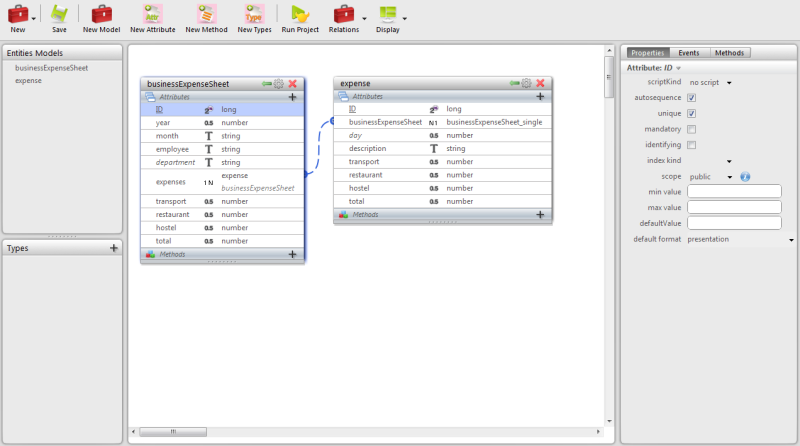 New Save New Model New Attribute New Method New Types Run Project Relations Display
Attr New Type
Entities Models
businessExpenseSheet
expense
Types
businessExpenseSheet
Attributes
ID long
year 0.5 number
month T string
employee T string
department T string
expenses 1 N expense
businessExpenseSheet
transport 0.5 number
restaurant 0.5 number
hostel 0.5 number
total 0.5 number
Methods
expense
Attributes
ID long
businessExpenseSheet N1 businessExpenseSheet_single
day 0.5 number
description T string
transport 0.5 number
restaurant 0.5 number
hostel 0.5 number
total 0.5 number
Methods
Properties Events Methods
Attribute: ID
scriptKind no script
autosequence
unique
mandatory
identifying
index kind
scope public
min value
max value
defaultValue
default format presentation